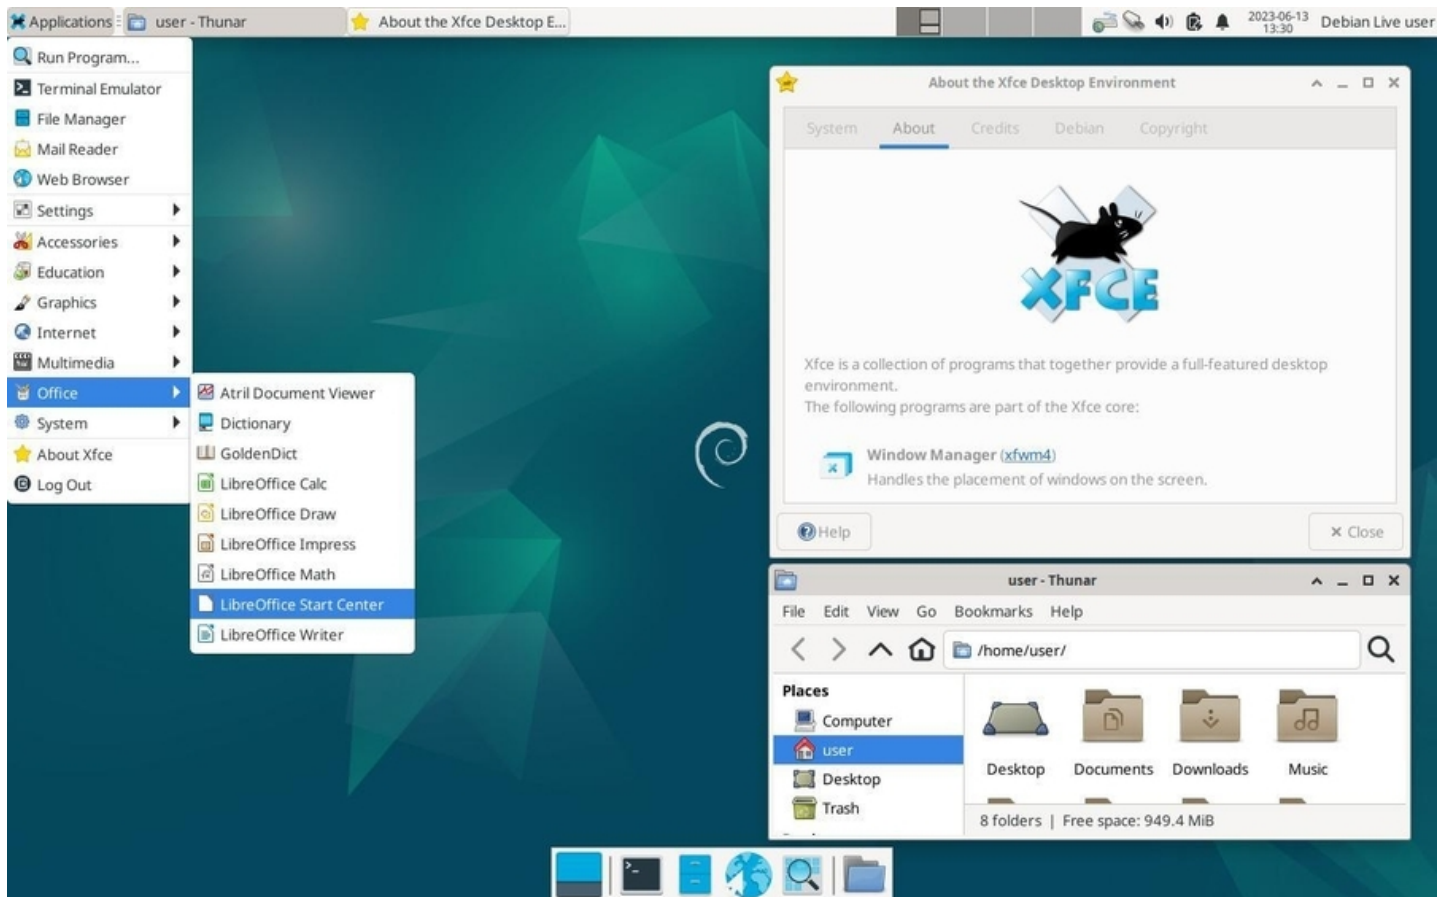 Applications
user - Thunar
About the Xfce Desktop E...
2023-06-13
13:30
Debian Live user
Run Program...
Terminal Emulator
File Manager
Mail Reader
Web Browser
Settings
Accessories
Education
Graphics
Internet
Multimedia
Office
System
About Xfce
Log Out
Atril Document Viewer
Dictionary
GoldenDict
LibreOffice Calc
LibreOffice Draw
LibreOffice Impress
LibreOffice Math
LibreOffice Start Center
LibreOffice Writer
About the Xfce Desktop Environment
System About Credits Debian Copyright
XFCE
Xfce is a collection of programs that together provide a full-featured desktop
environment.
The following programs are part of the Xfce core:
Window Manager (xfwm4)
Handles the placement of windows on the screen.
Help
Close
user - Thunar
File Edit View Go Bookmarks Help
/home/user/
Places
Computer
user
Desktop
Trash
Desktop Documents Downloads Music
8 folders | Free space: 949.4 MiB